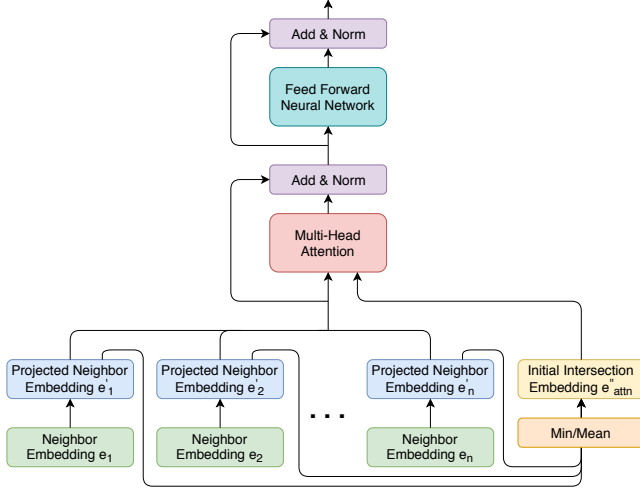 Add & Norm
Feed Forward
Neural Network
Add & Norm
Multi-Head
Attention
Projected Neighbor
Embedding e'₁
Projected Neighbor
Embedding e'₂
Projected Neighbor
Embedding e'ₙ
Initial Intersection
Embedding e''ₐₜₜₙ
. . .
Neighbor
Embedding e₁
Neighbor
Embedding e₂
Neighbor
Embedding eₙ
Min/Mean